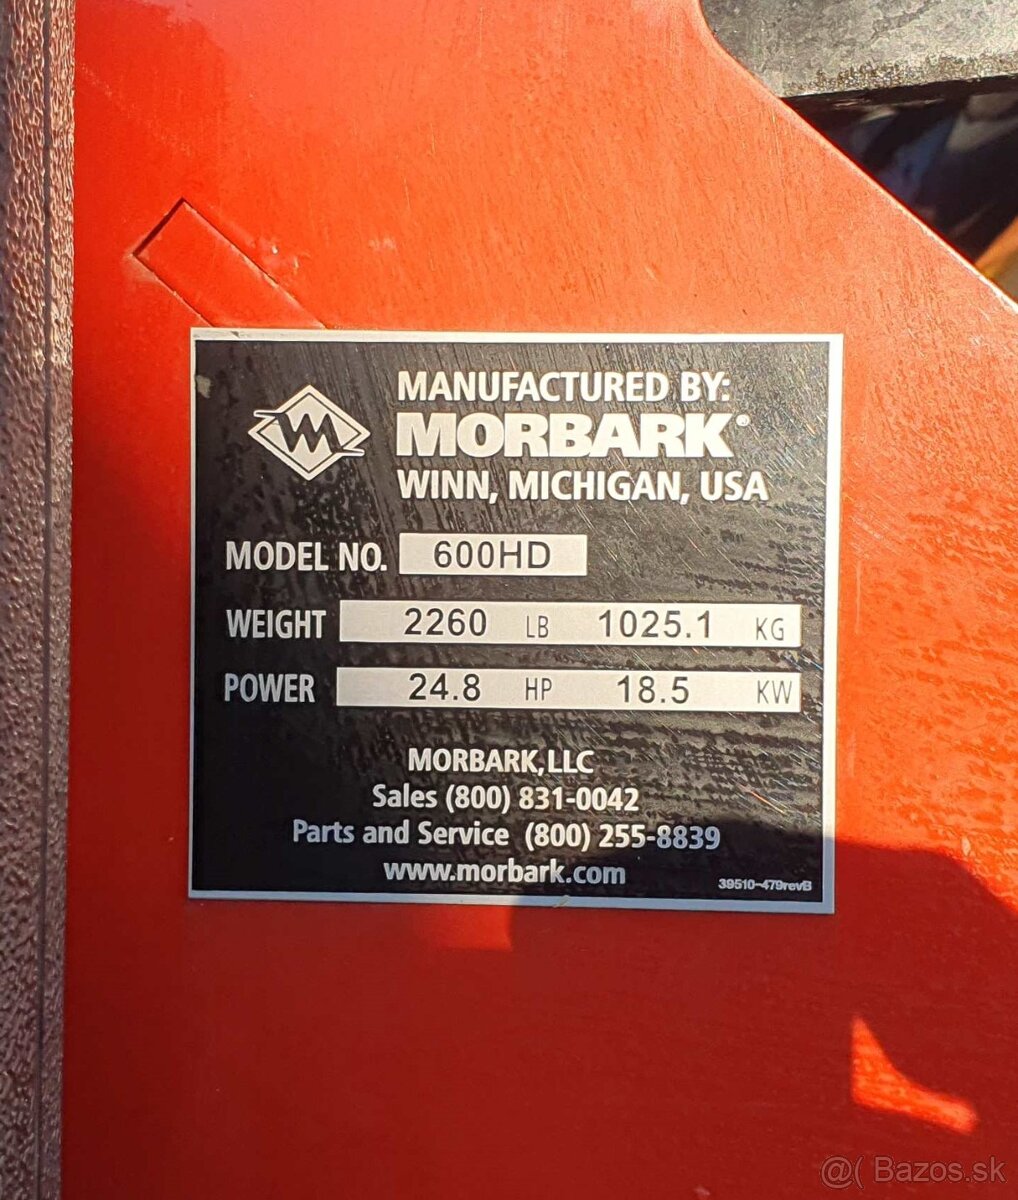 MANUFACTURED BY:
MORBARK®
WINN, MICHIGAN, USA
MODEL NO. 600HD
WEIGHT 2260 LB 1025.1 KG
POWER 24.8 HP 18.5 KW
MORBARK,LLC
Sales (800) 831-0042
Parts and Service (800) 255-8839
www.morbark.com
39510-479revB
@( Bazos.sk